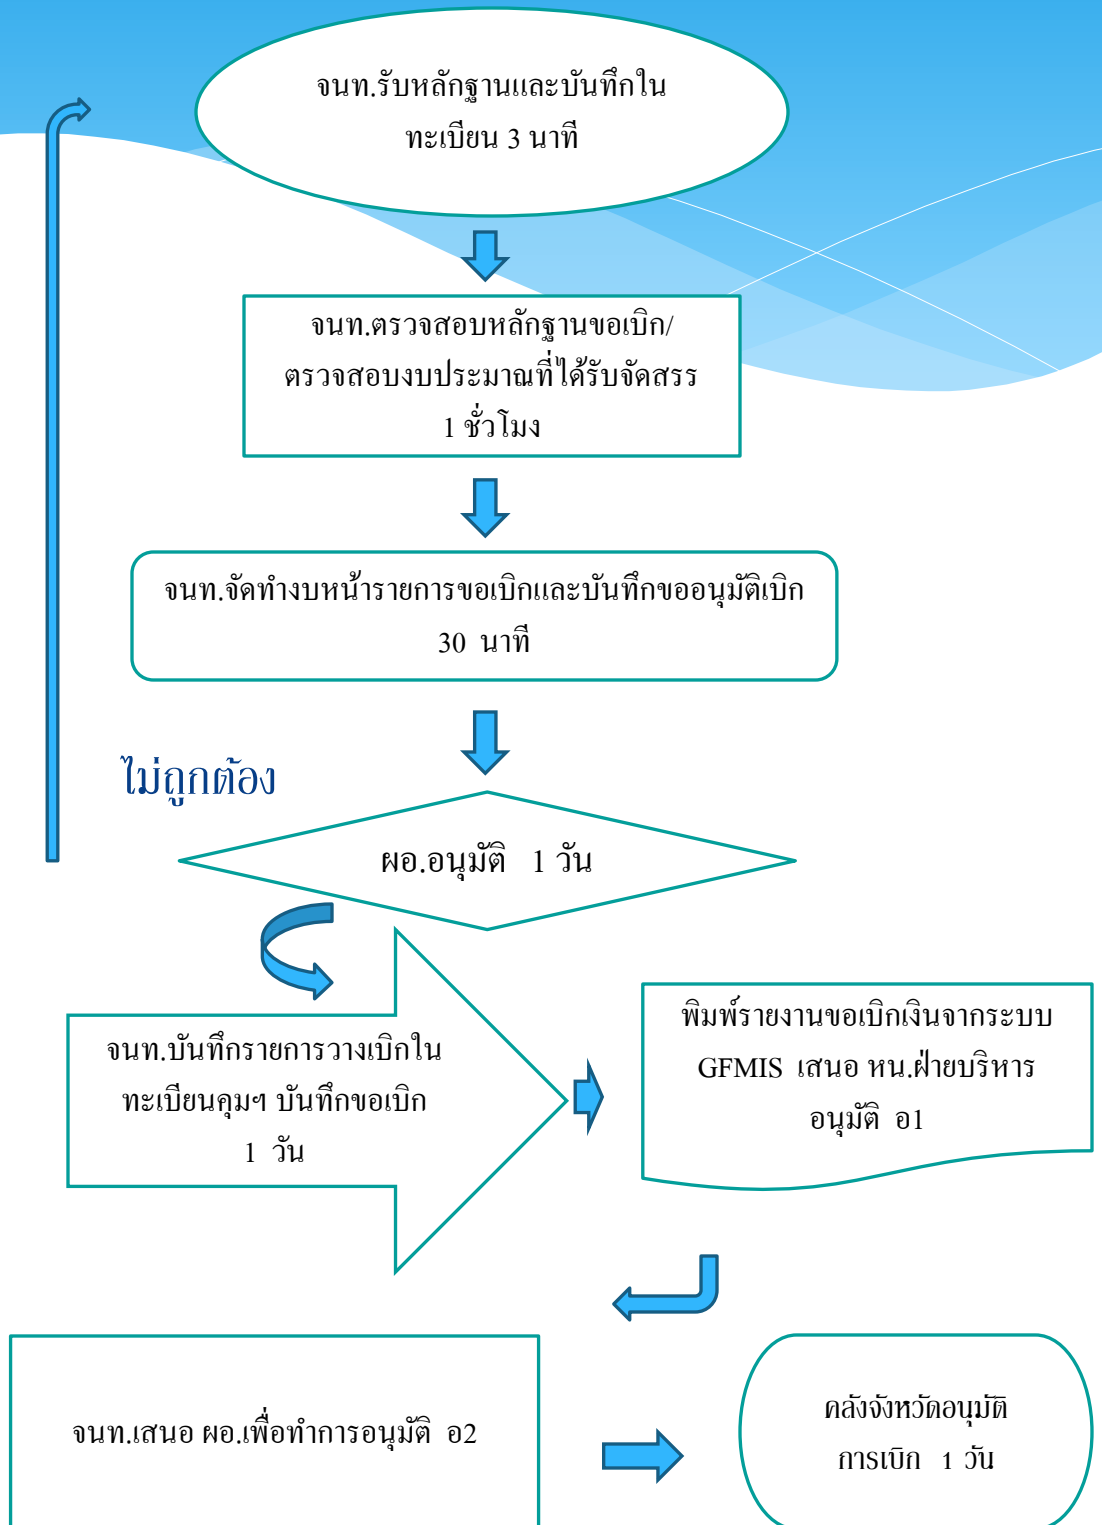 จนท.รับหลักฐานและบันทึกใน
ทะเบียน 3 นาที
จนท.ตรวจสอบหลักฐานขอเบิก/
ตรวจสอบงบประมาณที่ได้รับจัดสรร
1 ชั่วโมง
จนท.จัดทำงบหน้ารายการขอเบิกและบันทึกขออนุมัติเบิก
30 นาที
ไม่ถูกต้อง
ผอ.อนุมัติ 1 วัน
จนท.บันทึกรายการวางเบิกใน
ทะเบียนคุมฯ บันทึกขอเบิก
1 วัน
พิมพ์รายงานขอเบิกเงินจากระบบ
GFMIS เสนอ หน.ฝ่ายบริหาร
อนุมัติ อ1
จนท.เสนอ ผอ.เพื่อทำการอนุมัติ อ2
คลังจังหวัดอนุมัติ
การเบิก 1 วัน